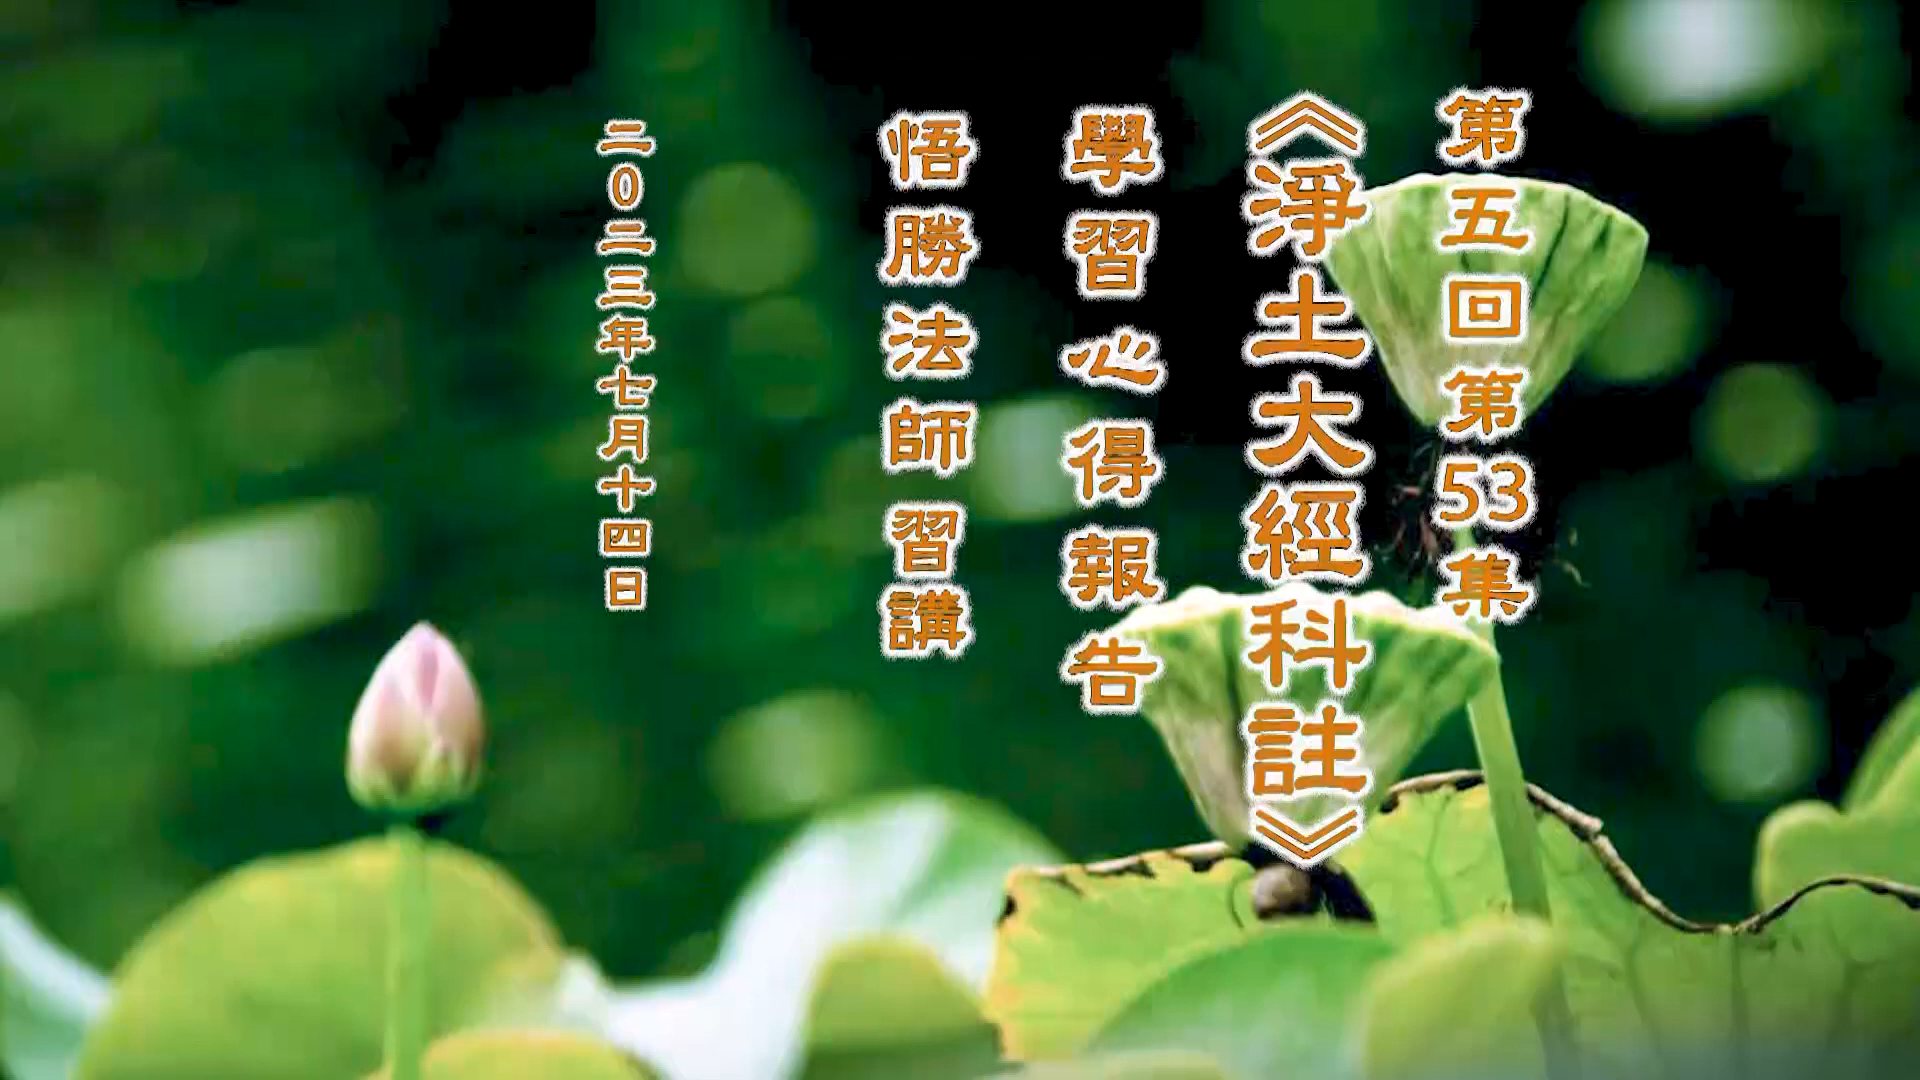 第五回第53集
《淨土大經科註》
學習心得報告
悟勝法師 習講
二0二三年七月十四日